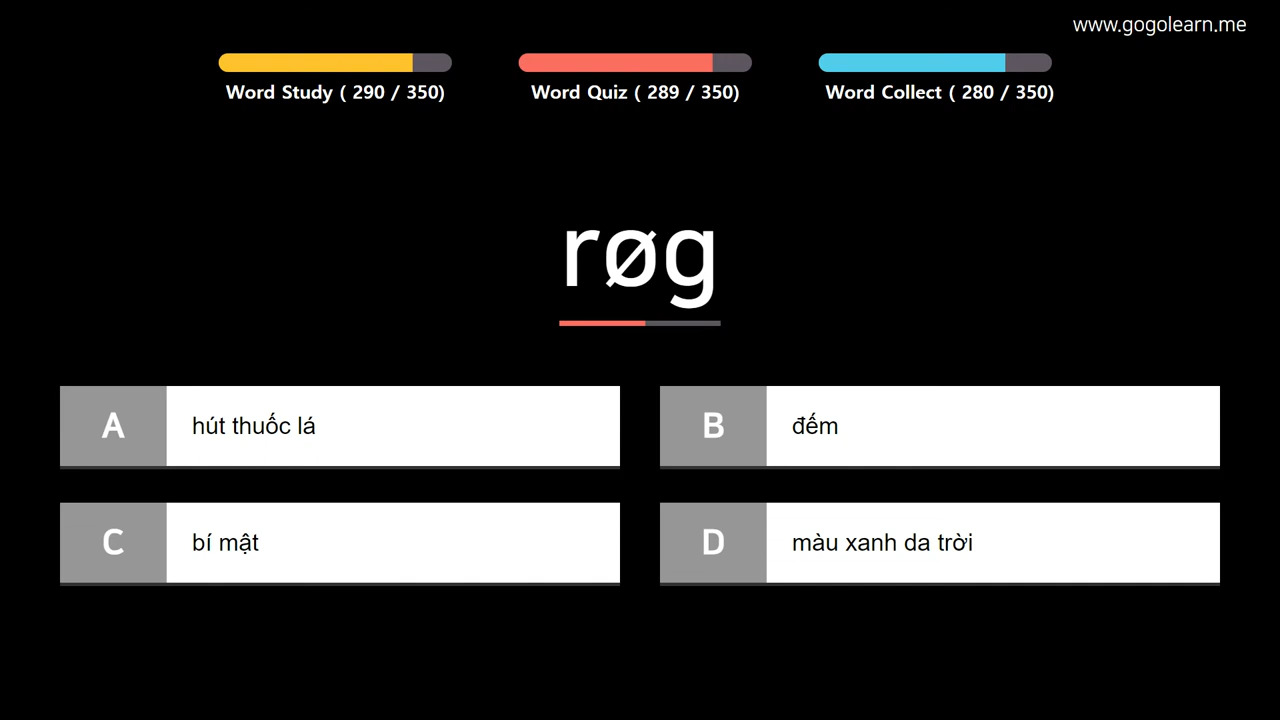 www.gogolearn.me
Word Study ( 290 / 350)
Word Quiz ( 289 / 350)
Word Collect ( 280 / 350)
røg
A hút thuốc lá
B đếm
C bí mật
D màu xanh da trời